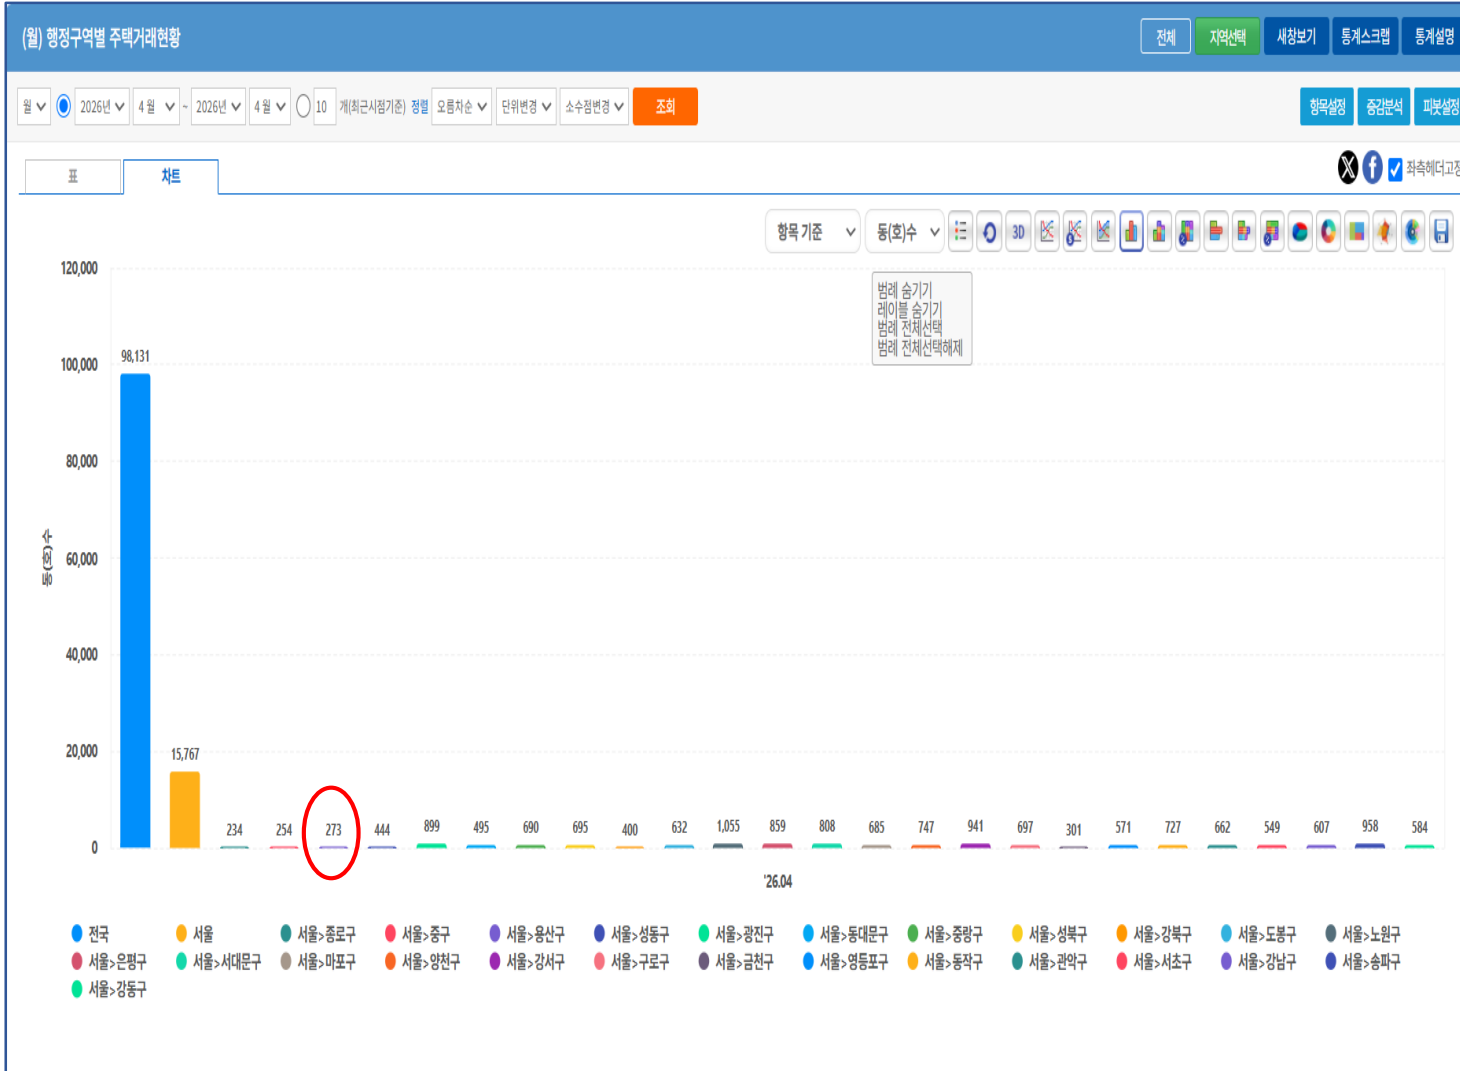 (월) 행정구역별 주택거래현황
전체 지역선택 새창보기 통계스크랩 통계설명
월 2026년 4 월 ~ 2026년 4 월 10 개(최근시점기준) 정렬 오름차순 단위변경 소수점변경 조회 항목설정 증감분석 피봇설정
표 차트 좌측헤더고정
항목 기준 동(호)수 3D
범례 숨기기
레이블 숨기기
범례 전체선택
범례 전체선택해제
120,000
100,000
80,000
60,000
40,000
20,000
0
동(호)수
98,131 15,767 234 254 273 444 899 495 690 695 400 632 1,055 859 808 685 747 941 697 301 571 727 662 549 607 958 584
'26.04
전국 서울 서울>종로구 서울>중구 서울>용산구 서울>성동구 서울>광진구 서울>동대문구 서울>중랑구 서울>성북구 서울>강북구 서울>도봉구 서울>노원구
서울>은평구 서울>서대문구 서울>마포구 서울>양천구 서울>강서구 서울>구로구 서울>금천구 서울>영등포구 서울>동작구 서울>관악구 서울>서초구 서울>강남구 서울>송파구
서울>강동구